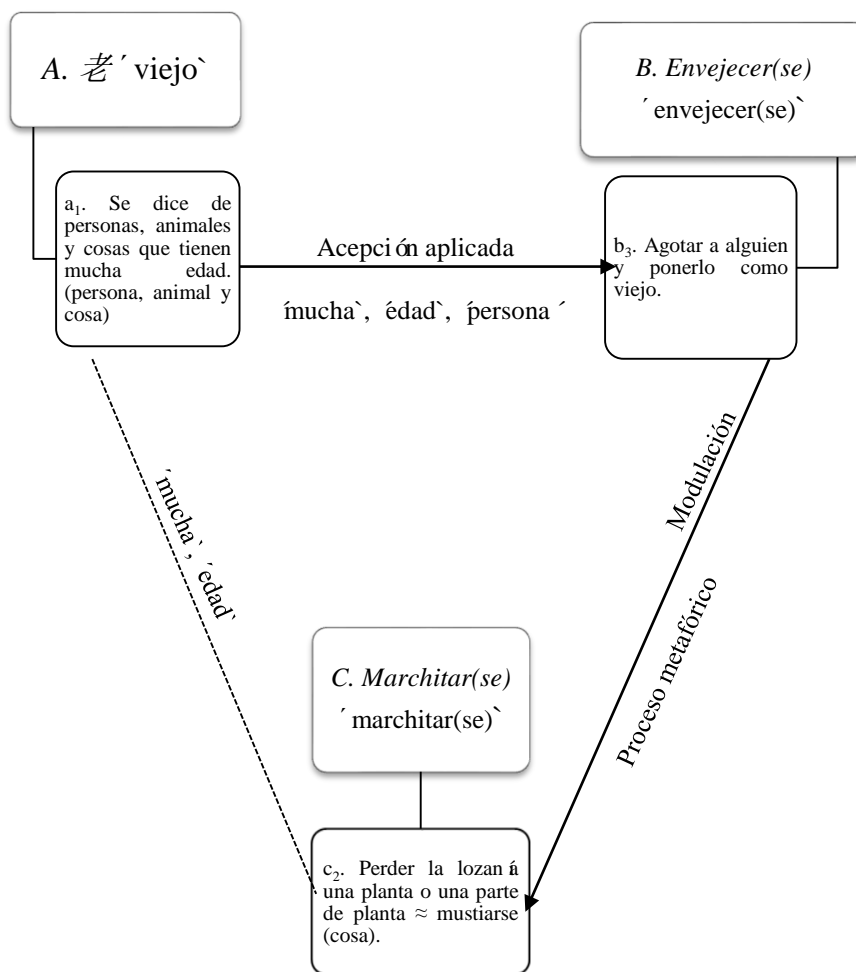 A. 老 ´ viejo`
B. Envejecer(se)
´ envejecer(se)`
a₁. Se dice de
personas, animales
y cosas que tienen
mucha edad.
(persona, animal y
cosa)
Acepción aplicada
´mucha`, ´edad`, ´persona ´
b₃. Agotar a alguien
y ponerlo como
viejo.
´mucha`, ´edad`
Modulación
Proceso metafórico
C. Marchitar(se)
´ marchitar(se)`
c₂. Perder la lozanía
una planta o una parte
de planta ≈ mustiarse
(cosa).